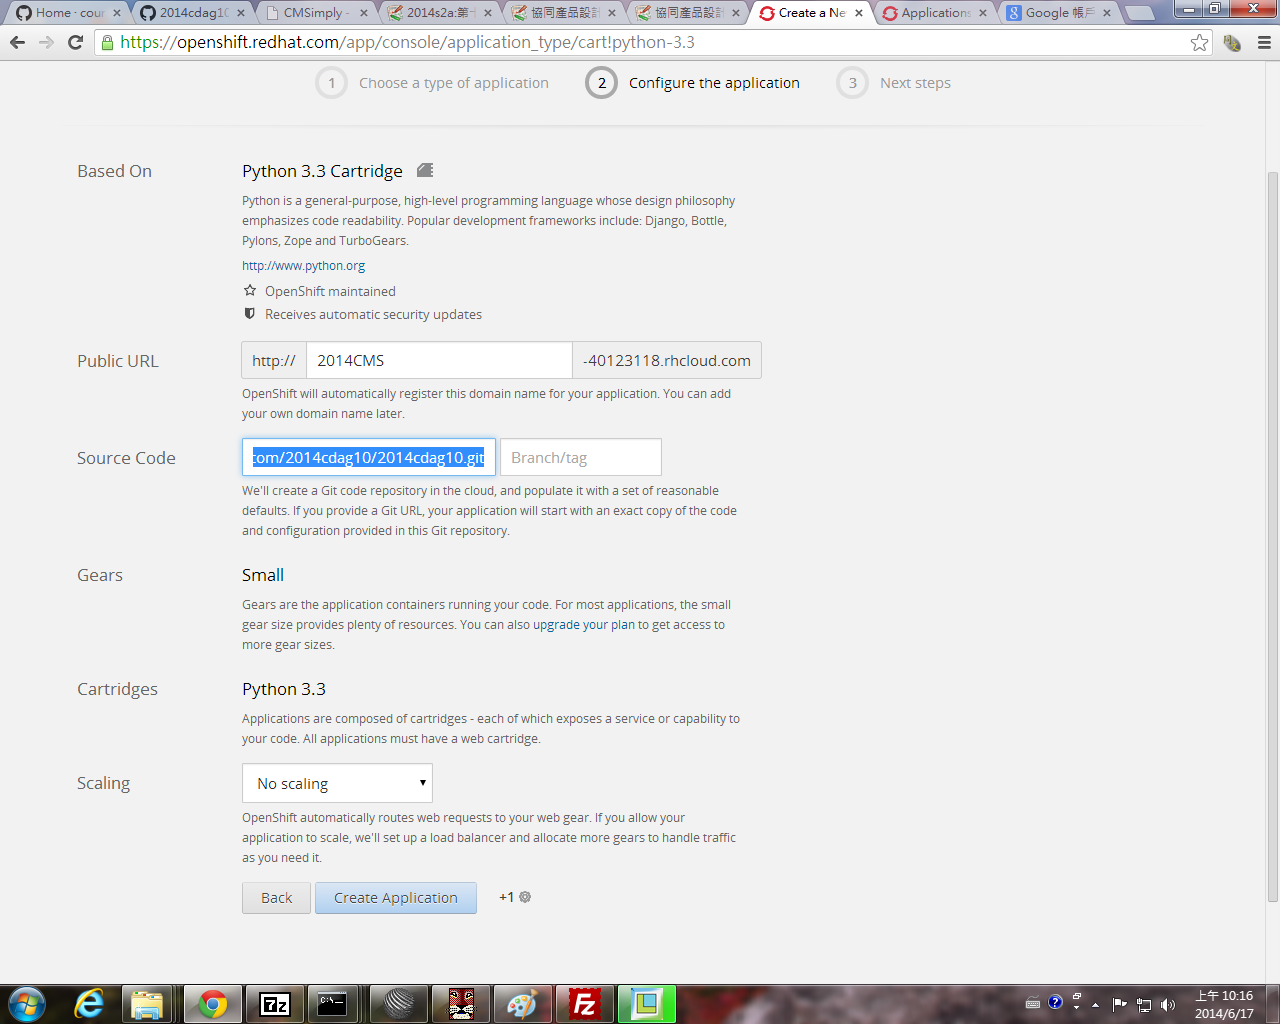 Home · cour
2014cdag10
CMSimply -
2014s2a:第十
協同產品設計
協同產品設計
Create a Ne
Applications
Google 帳戶
https://openshift.redhat.com/app/console/application_type/cart!python-3.3
1 Choose a type of application 2 Configure the application 3 Next steps
Based On
Python 3.3 Cartridge
Python is a general-purpose, high-level programming language whose design philosophy
emphasizes code readability. Popular development frameworks include: Django, Bottle,
Pylons, Zope and TurboGears.
http://www.python.org
OpenShift maintained
Receives automatic security updates
Public URL
http:// 2014CMS -40123118.rhcloud.com
OpenShift will automatically register this domain name for your application. You can add
your own domain name later.
Source Code
com/2014cdag10/2014cdag10.git Branch/tag
We'll create a Git code repository in the cloud, and populate it with a set of reasonable
defaults. If you provide a Git URL, your application will start with an exact copy of the code
and configuration provided in this Git repository.
Gears
Small
Gears are the application containers running your code. For most applications, the small
gear size provides plenty of resources. You can also upgrade your plan to get access to
more gear sizes.
Cartridges
Python 3.3
Applications are composed of cartridges - each of which exposes a service or capability to
your code. All applications must have a web cartridge.
Scaling
No scaling
OpenShift automatically routes web requests to your web gear. If you allow your
application to scale, we'll set up a load balancer and allocate more gears to handle traffic
as you need it.
Back Create Application +1
7z
C:\._
Fz
上午 10:16
2014/6/17